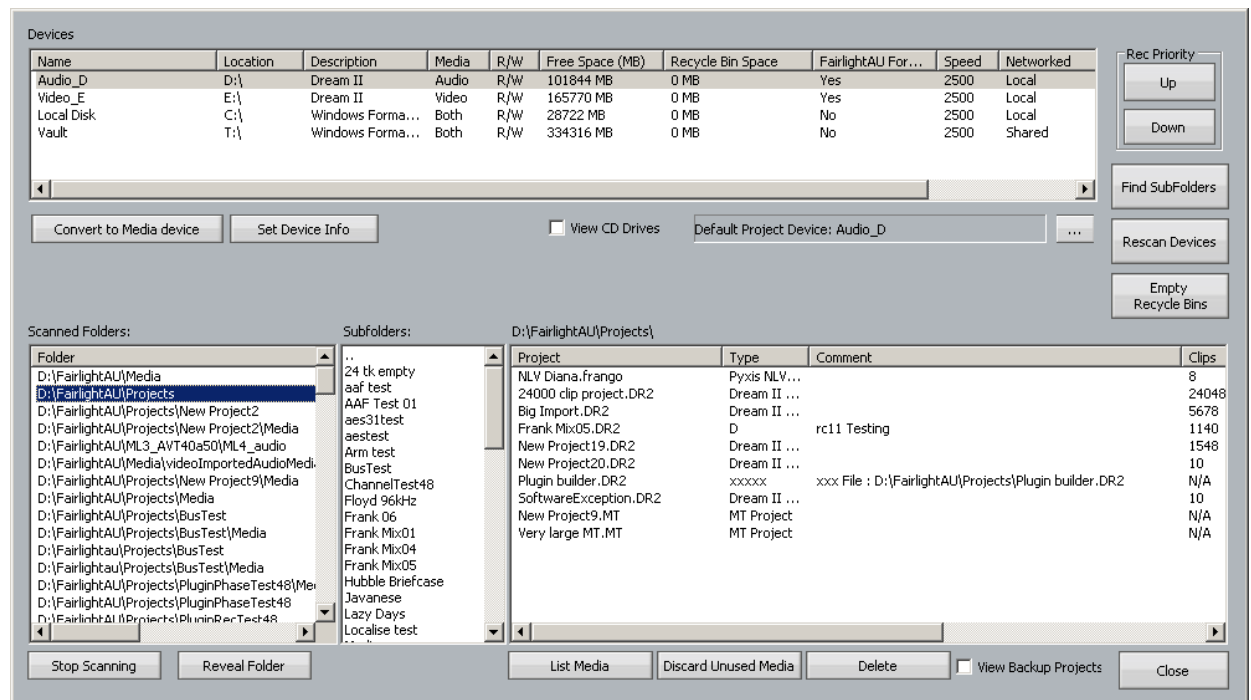 Devices
Name Location Description Media R/W Free Space (MB) Recycle Bin Space FairlightAU For... Speed Networked
Audio_D D:\ Dream II Audio R/W 101844 MB 0 MB Yes 2500 Local
Video_E E:\ Dream II Video R/W 165770 MB 0 MB Yes 2500 Local
Local Disk C:\ Windows Forma... Both R/W 28722 MB 0 MB No 2500 Local
Vault T:\ Windows Forma... Both R/W 334316 MB 0 MB No 2500 Shared
Rec Priority
Up
Down
Find SubFolders
Convert to Media device Set Device Info View CD Drives Default Project Device: Audio_D ...
Rescan Devices
Empty
Recycle Bins
Scanned Folders:
Folder
D:\FairlightAU\Media
D:\FairlightAU\Projects
D:\FairlightAU\Projects\New Project2
D:\FairlightAU\Projects\New Project2\Media
D:\FairlightAU\ML3_AVT40a50\ML4_audio
D:\FairlightAU\Media\videoImportedAudioMedi
D:\FairlightAU\Projects\New Project9\Media
D:\FairlightAU\Projects\Media
D:\FairlightAU\Projects\BusTest
D:\FairlightAU\Projects\BusTest\Media
D:\Fairlightau\Projects\BusTest
D:\Fairlightau\Projects\BusTest\Media
D:\FairlightAU\Projects\PluginPhaseTest48\Me
D:\FairlightAU\Projects\PluginPhaseTest48
D:\FairlightAU\Projects\PluginRecTest48
Subfolders:
..
24 tk empty
aaf test
AAF Test 01
aes31test
aestest
Arm test
BusTest
ChannelTest48
Floyd 96kHz
Frank 06
Frank Mix01
Frank Mix04
Frank Mix05
Hubble Briefcase
Javanese
Lazy Days
Localise test
D:\FairlightAU\Projects\
Project Type Comment Clips
NLV Diana.frango Pyxis NLV... 8
24000 clip project.DR2 Dream II ... 24048
Big Import.DR2 Dream II ... 5678
Frank Mix05.DR2 D rc11 Testing 1140
New Project19.DR2 Dream II ... 1548
New Project20.DR2 Dream II ... 10
Plugin builder.DR2 xxxxx xxx File : D:\FairlightAU\Projects\Plugin builder.DR2 N/A
SoftwareException.DR2 Dream II ... 10
New Project9.MT MT Project N/A
Very large MT.MT MT Project N/A
Stop Scanning Reveal Folder List Media Discard Unused Media Delete View Backup Projects Close